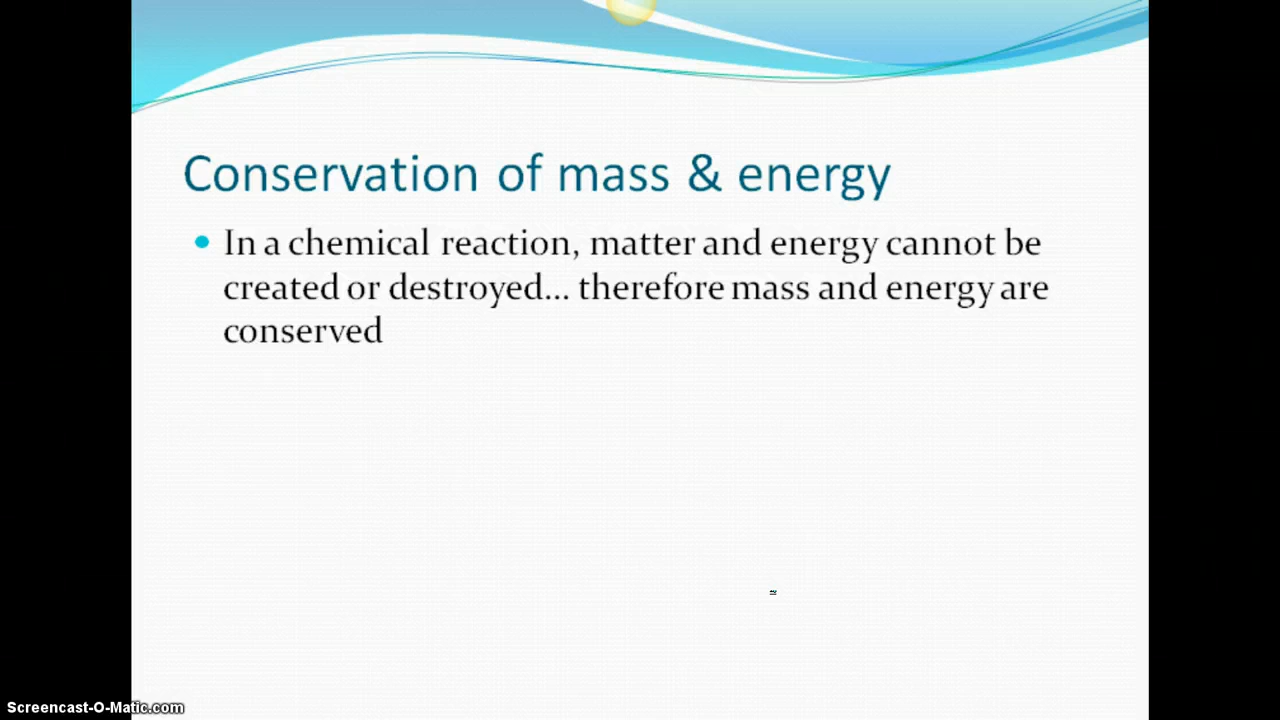 Conservation of mass & energy
• In a chemical reaction, matter and energy cannot be
created or destroyed... therefore mass and energy are
conserved
Screencast-O-Matic.com